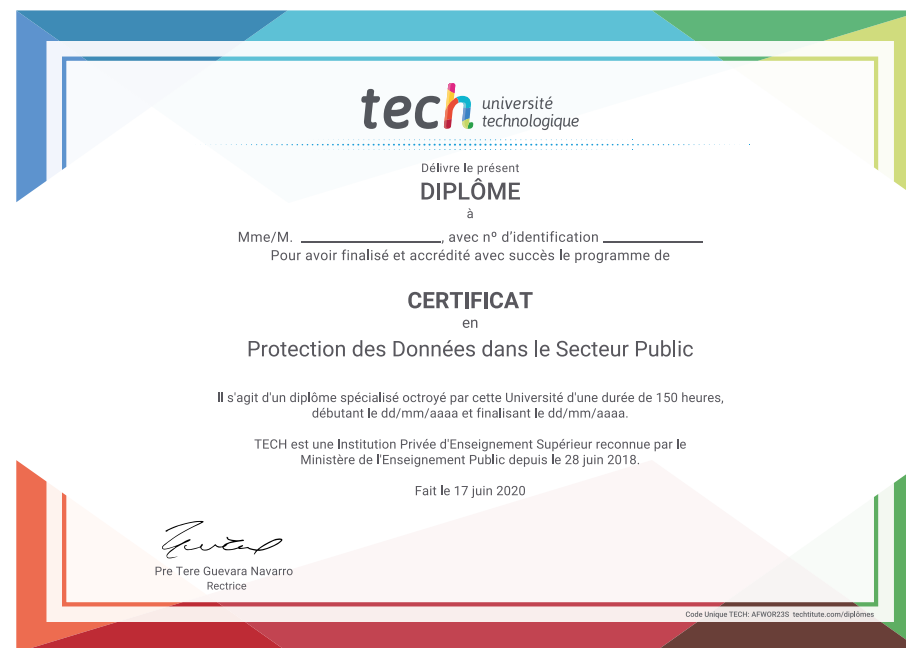 tech université
technologique
Délivre le présent
DIPLÔME
à
Mme/M. ____________________, avec nº d'identification ______________
Pour avoir finalisé et accrédité avec succès le programme de
CERTIFICAT
en
Protection des Données dans le Secteur Public
Il s'agit d'un diplôme spécialisé octroyé par cette Université d'une durée de 150 heures,
débutant le dd/mm/aaaa et finalisant le dd/mm/aaaa.
TECH est une Institution Privée d'Enseignement Supérieur reconnue par le
Ministère de l'Enseignement Public depuis le 28 juin 2018.
Fait le 17 juin 2020
Pre Tere Guevara Navarro
Rectrice
Code Unique TECH: AFWOR23S techtitute.com/diplômes